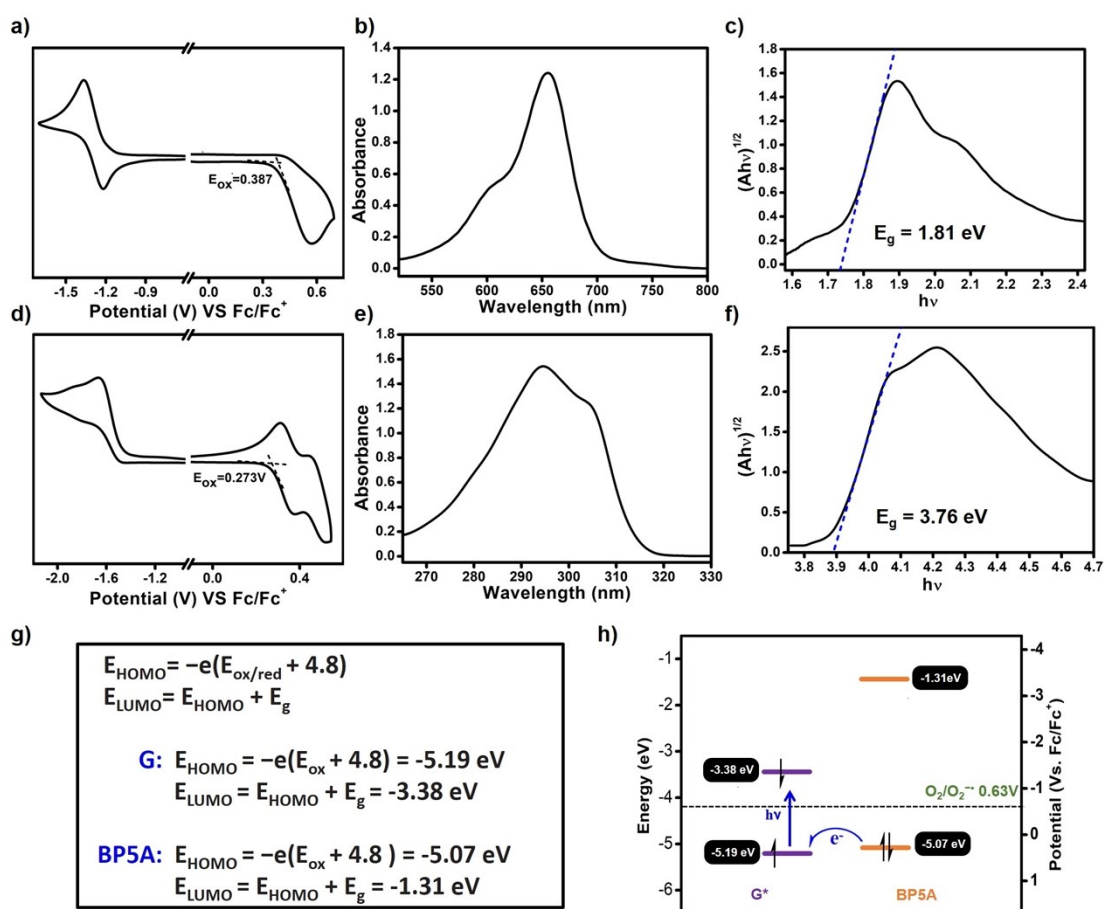 a)
E_ox=0.387
-1.5 -0.9 0.0 0.3 0.6
Potential (V) VS Fc/Fc⁺
b)
Absorbance
1.4
1.2
1.0
0.8
0.6
0.4
0.2
0.0
550 600 650 700 750 800
Wavelength (nm)
c)
(Ahν)^1/2
1.8
1.6
1.4
1.2
1.0
0.8
0.6
0.4
0.2
0.0
E_g = 1.81 eV
1.6 1.7 1.8 1.9 2.0 2.1 2.2 2.3 2.4
hν
d)
E_ox=0.273V
-2.0 -1.6 -1.2 0.0 0.4
Potential (V) VS Fc/Fc⁺
e)
Absorbance
1.8
1.6
1.4
1.2
1.0
0.8
0.6
0.4
0.2
0.0
270 280 290 300 310 320 330
Wavelength (nm)
f)
(Ahν)^1/2
2.5
2.0
1.5
1.0
0.5
0.0
E_g = 3.76 eV
3.8 3.9 4.0 4.1 4.2 4.3 4.4 4.5 4.6 4.7
hν
g)
E_HOMO = −e(E_ox/red + 4.8)
E_LUMO = E_HOMO + E_g
G: E_HOMO = −e(E_ox + 4.8) = -5.19 eV
E_LUMO = E_HOMO + E_g = -3.38 eV
BP5A: E_HOMO = −e(E_ox + 4.8 ) = -5.07 eV
E_LUMO = E_HOMO + E_g = -1.31 eV
h)
Energy (eV)
-1
-2
-3
-4
-5
-6
-1.31eV
-3.38 eV
O₂/O₂⁻• 0.63V
hν
e⁻
-5.19 eV
-5.07 eV
G*
BP5A
-4
-3
-2
-1
0
1
Potential (Vs. Fc/Fc⁺)